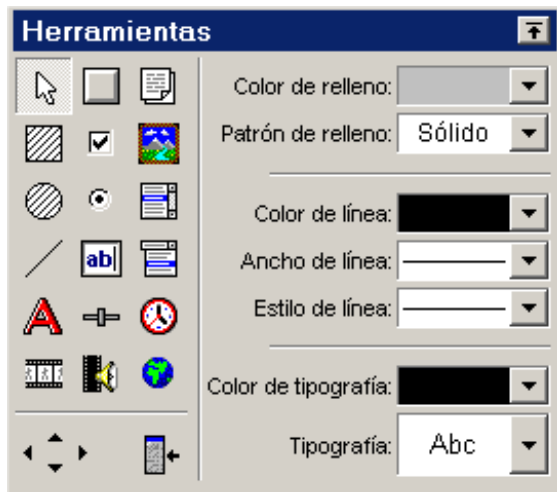 Herramientas
Color de relleno:
Patrón de relleno: Sólido
Color de línea:
ab Ancho de línea:
Estilo de línea:
A
Color de tipografía:
Tipografía: Abc